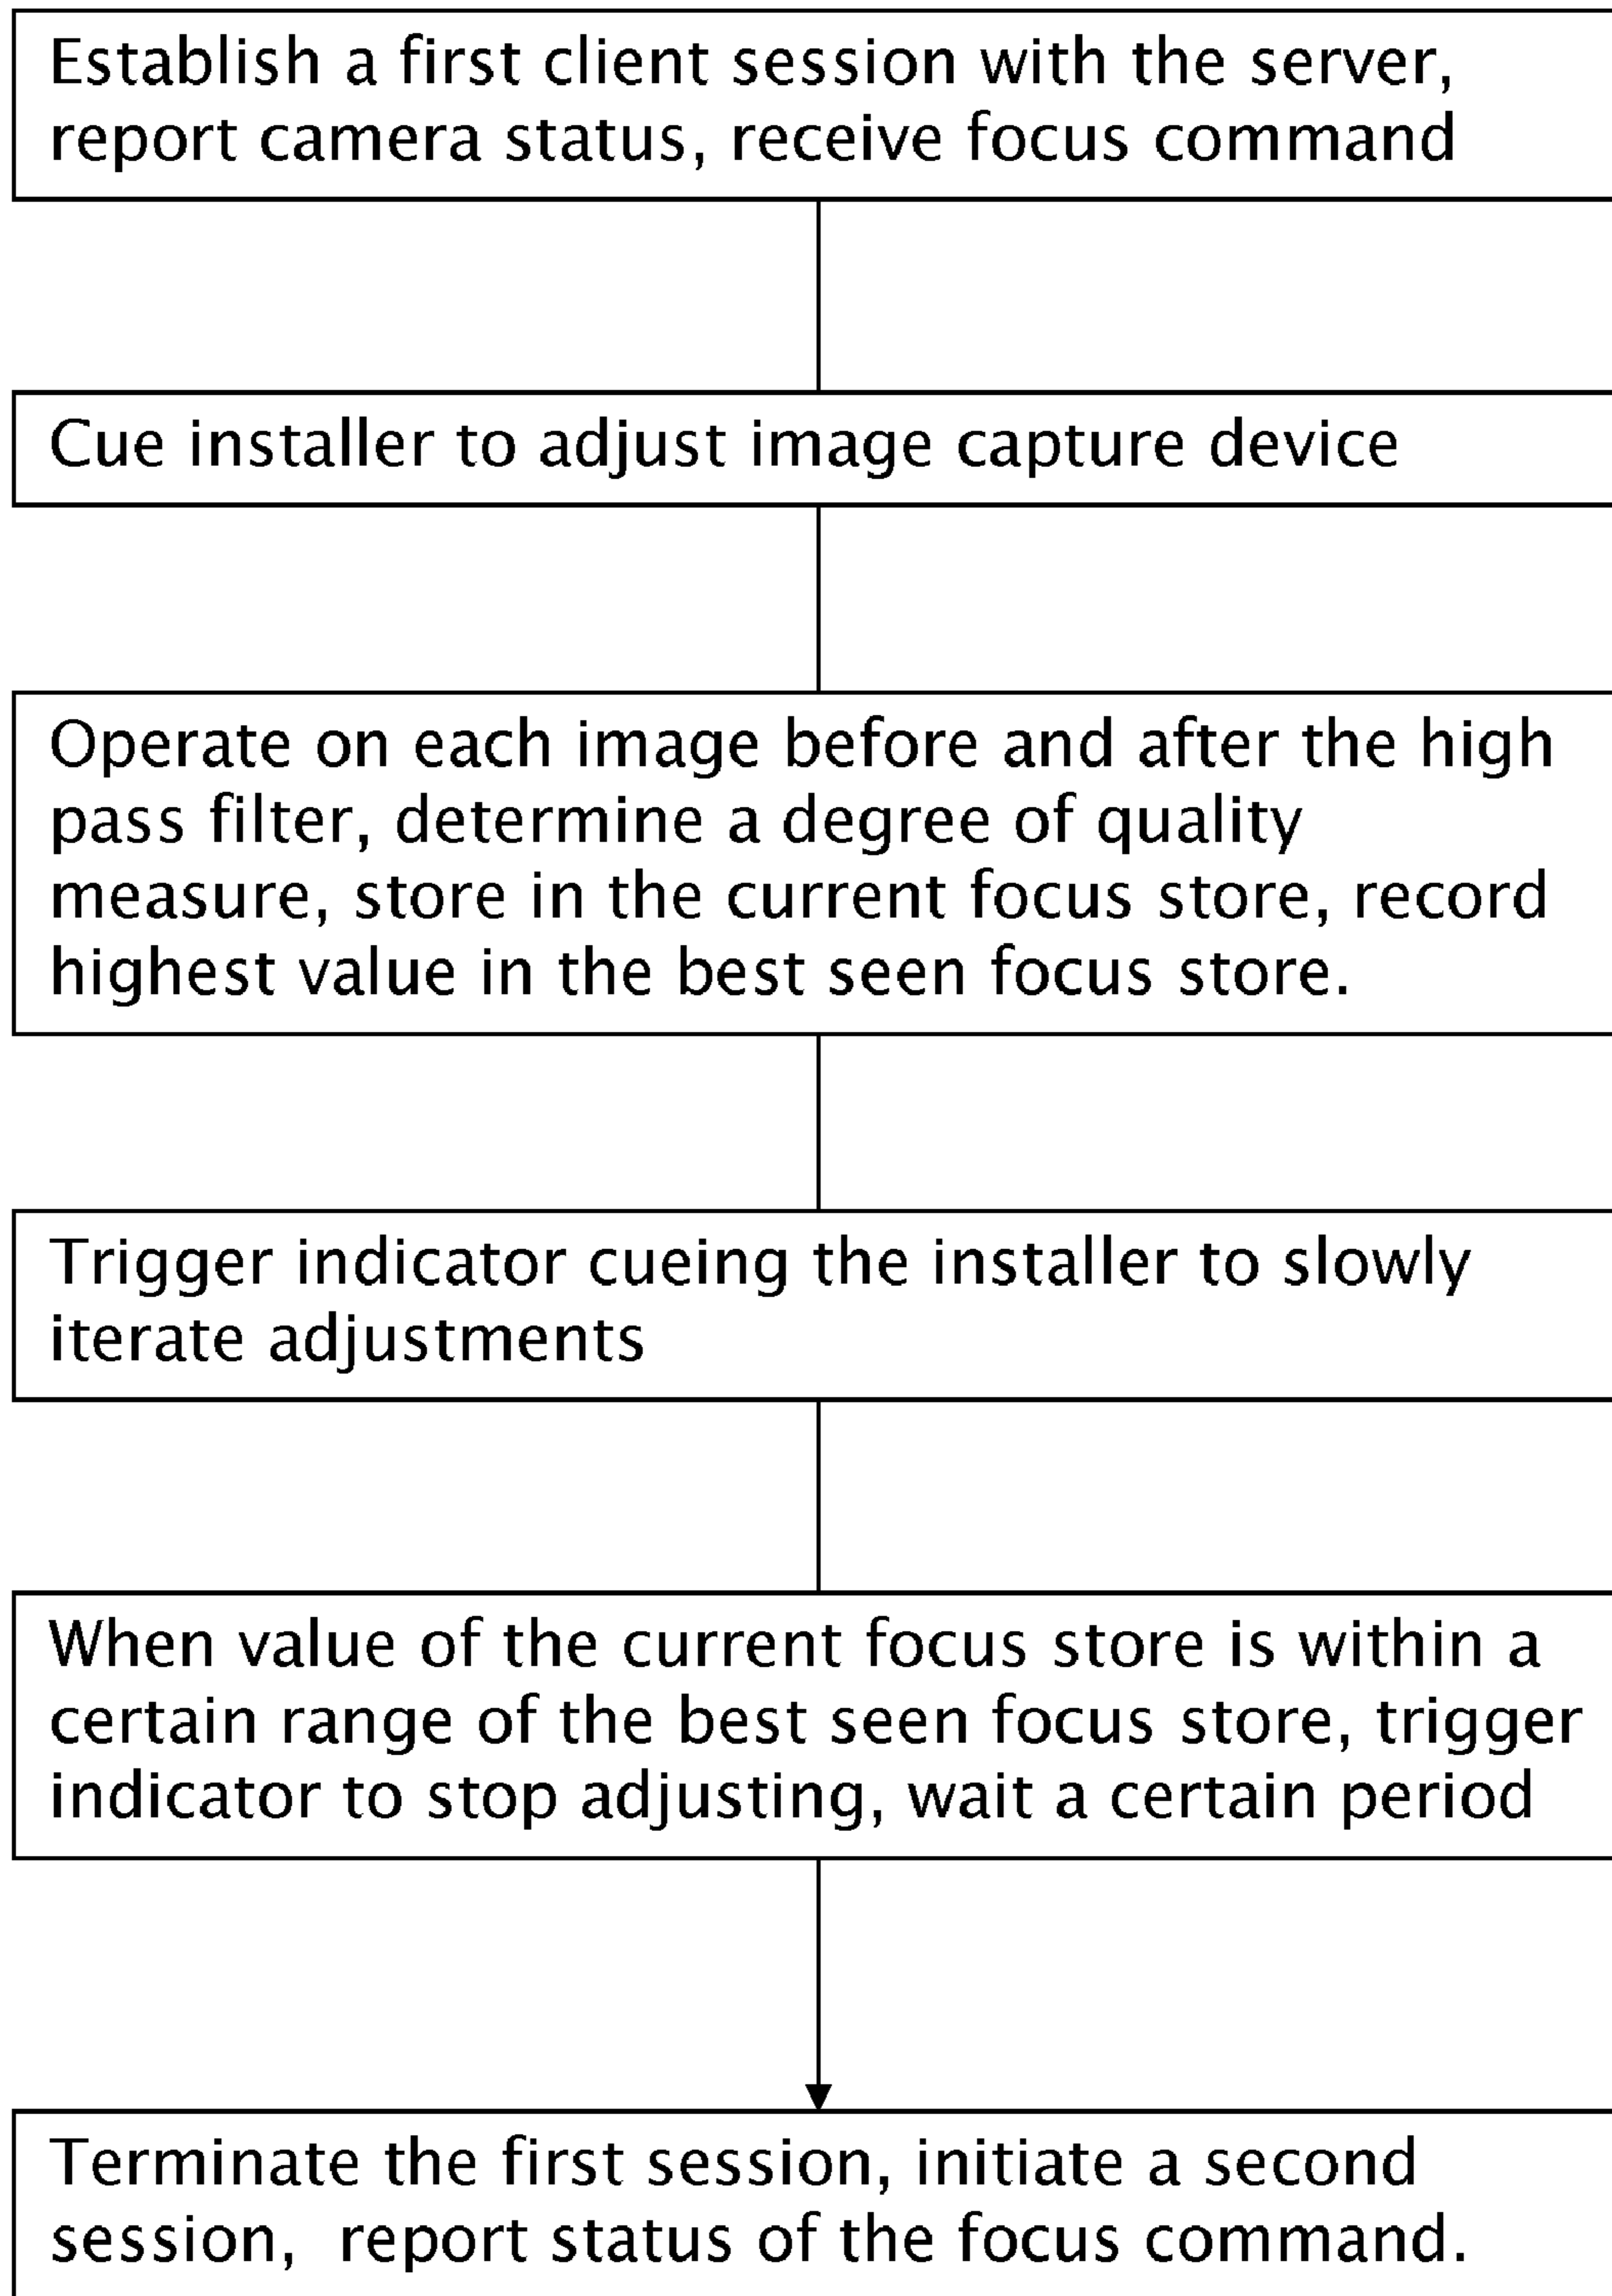 Establish a first client session with the server,
report camera status, receive focus command
Cue installer to adjust image capture device
Operate on each image before and after the high
pass filter, determine a degree of quality
measure, store in the current focus store, record
highest value in the best seen focus store.
Trigger indicator cueing the installer to slowly
iterate adjustments
When value of the current focus store is within a
certain range of the best seen focus store, trigger
indicator to stop adjusting, wait a certain period
Terminate the first session, initiate a second
session,  report status of the focus command.